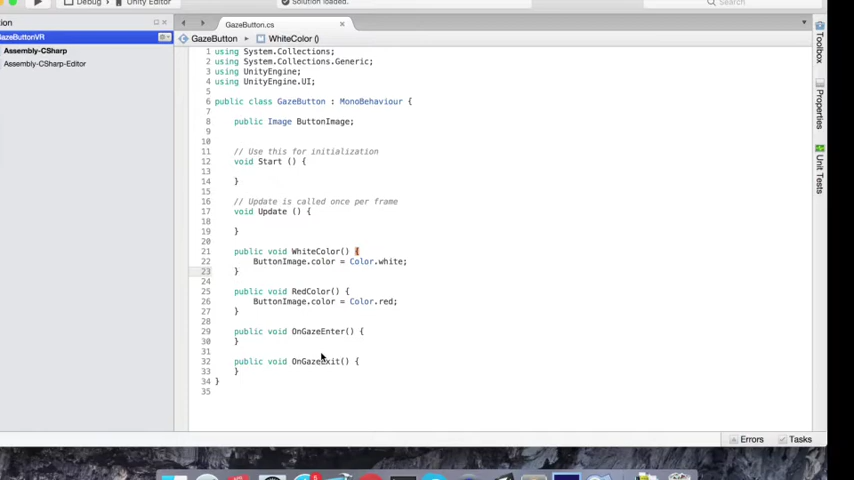 Debug
Unity Editor
Solution loaded.
Search
GazeButton.cs
GazeButton
WhiteColor ()
GazeButtonVR
Assembly-CSharp
Assembly-CSharp-Editor
1 using System.Collections;
2 using System.Collections.Generic;
3 using UnityEngine;
4 using UnityEngine.UI;
5
6 public class GazeButton : MonoBehaviour {
7
8 public Image ButtonImage;
9
10
11 // Use this for initialization
12 void Start () {
13
14 }
15
16 // Update is called once per frame
17 void Update () {
18
19 }
20
21 public void WhiteColor() {
22 ButtonImage.color = Color.white;
23 }
24
25 public void RedColor() {
26 ButtonImage.color = Color.red;
27 }
28
29 public void OnGazeEnter() {
30 }
31
32 public void OnGazeExit() {
33 }
34 }
35
Toolbox
Properties
Unit Tests
Errors
Tasks